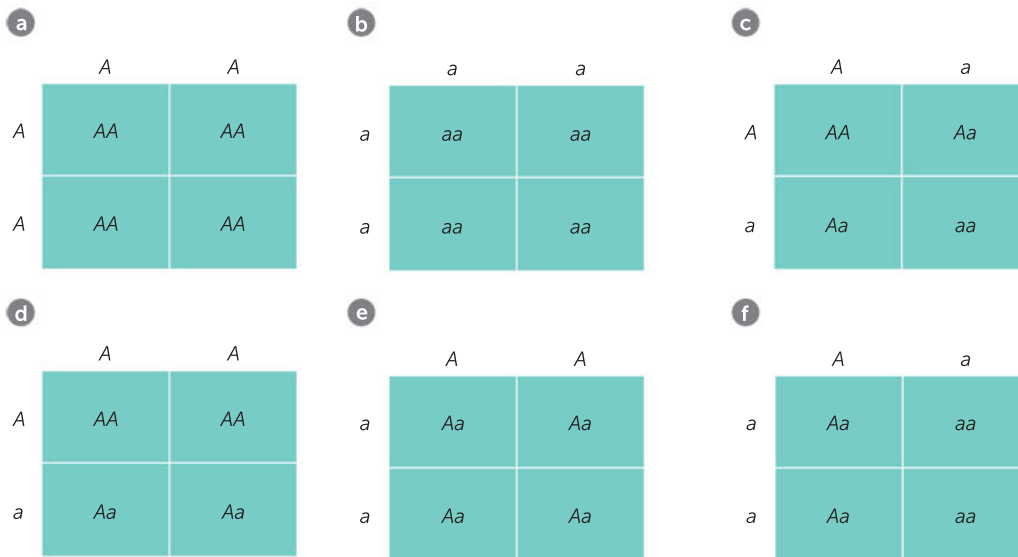 a b c
A A a a A a
A AA AA a aa aa A AA Aa
A AA AA a aa aa a Aa aa
d e f
A A A A A a
A AA AA a Aa Aa a Aa aa
a Aa Aa a Aa Aa a Aa aa